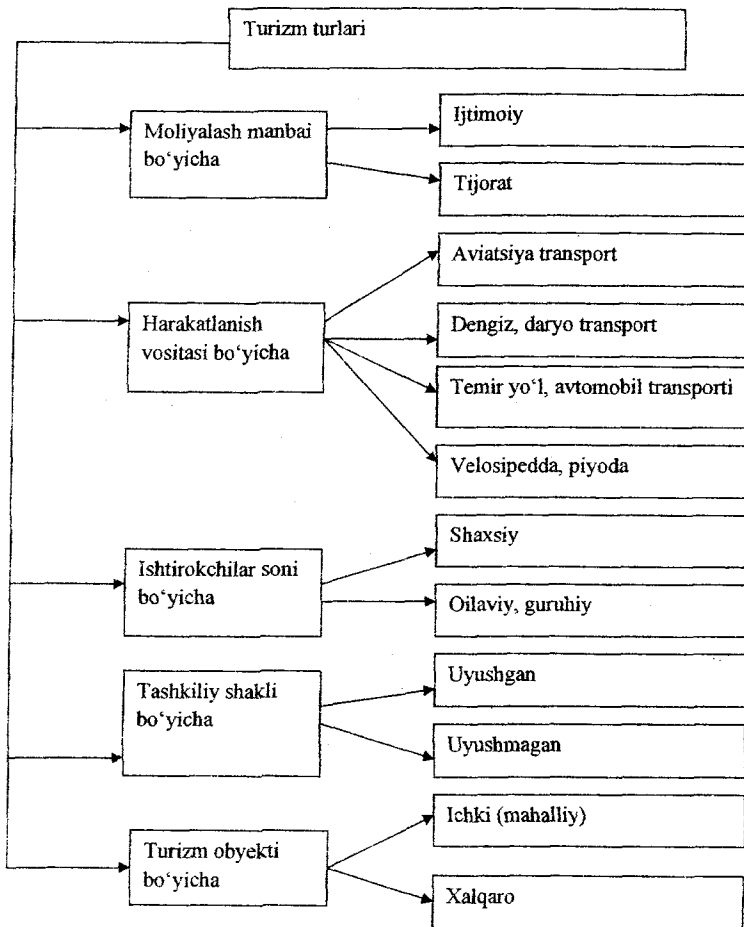 Turizm turlari
Moliyalash manbai
bo‘yicha
Ijtimoiy
Tijorat
Harakatlanish
vositasi bo‘yicha
Aviatsiya transport
Dengiz, daryo transport
Temir yo‘l, avtomobil transporti
Velosipedda, piyoda
Ishtirokchilar soni
bo‘yicha
Shaxsiy
Oilaviy, guruhiy
Tashkiliy shakli
bo‘yicha
Uyushgan
Uyushmagan
Turizm obyekti
bo‘yicha
Ichki (mahalliy)
Xalqaro